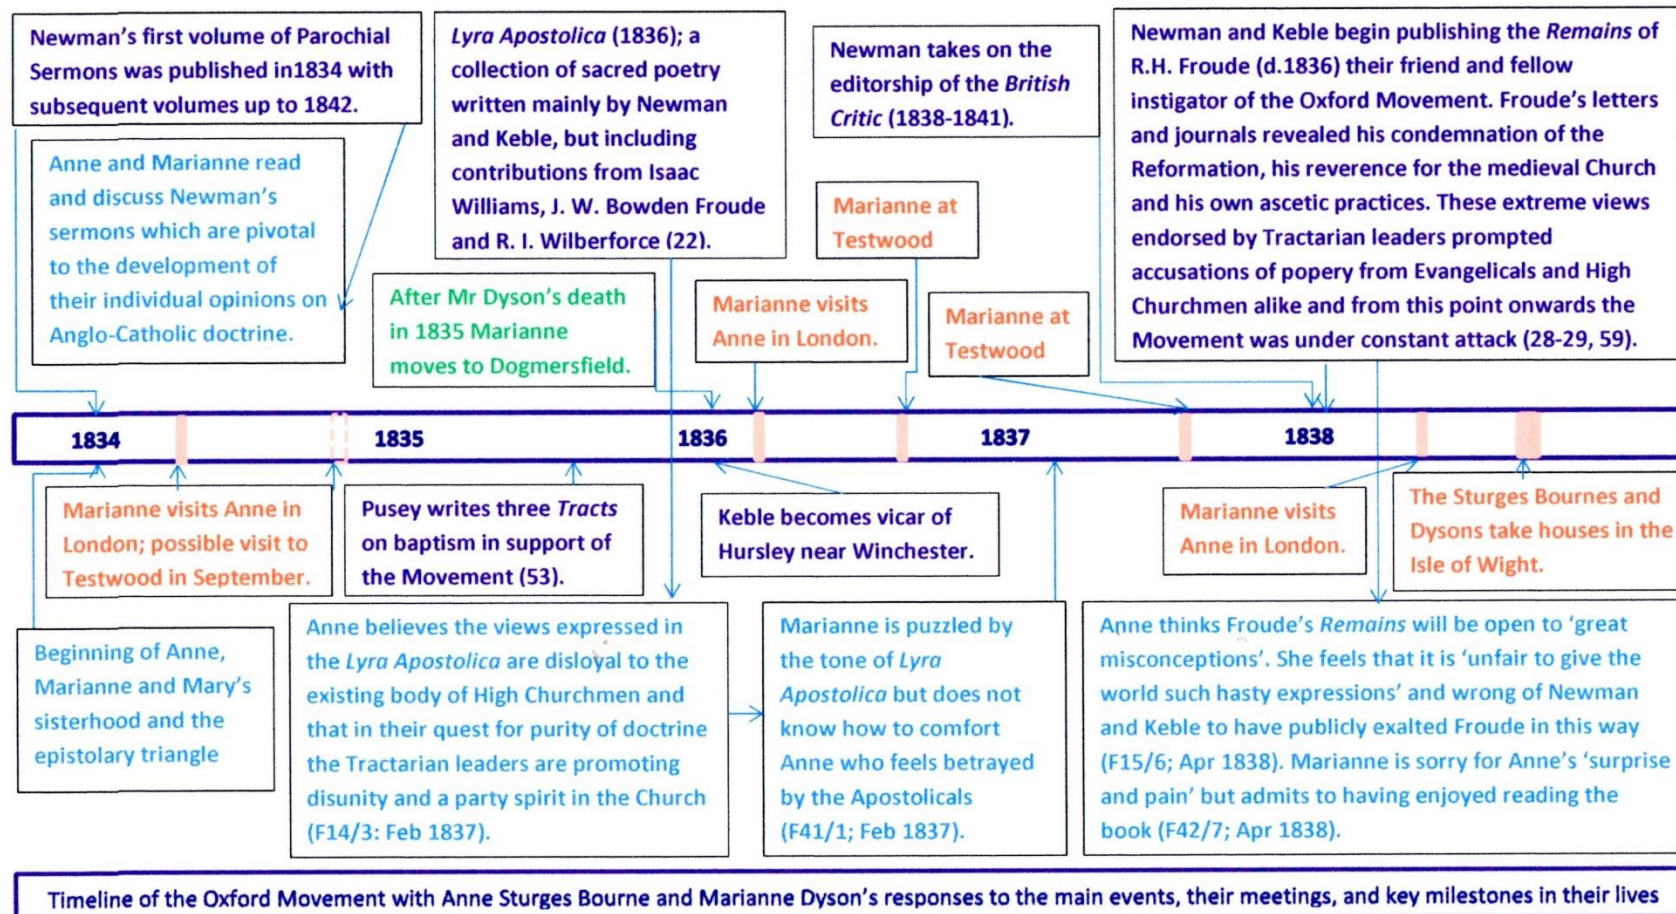 Newman's first volume of Parochial
Sermons was published in1834 with
subsequent volumes up to 1842.
Lyra Apostolica (1836); a
collection of sacred poetry
written mainly by Newman
and Keble, but including
contributions from Isaac
Williams, J. W. Bowden Froude
and R. I. Wilberforce (22).
Newman takes on the
editorship of the British
Critic (1838-1841).
Newman and Keble begin publishing the Remains of
R.H. Froude (d.1836) their friend and fellow
instigator of the Oxford Movement. Froude's letters
and journals revealed his condemnation of the
Reformation, his reverence for the medieval Church
and his own ascetic practices. These extreme views
endorsed by Tractarian leaders prompted
accusations of popery from Evangelicals and High
Churchmen alike and from this point onwards the
Movement was under constant attack (28-29, 59).
Anne and Marianne read
and discuss Newman's
sermons which are pivotal
to the development of
their individual opinions on
Anglo-Catholic doctrine.
After Mr Dyson's death
in 1835 Marianne
moves to Dogmersfield.
Marianne visits
Anne in London.
Marianne at
Testwood
Marianne at
Testwood
1834 1835 1836 1837 1838
Marianne visits Anne in
London; possible visit to
Testwood in September.
Pusey writes three Tracts
on baptism in support of
the Movement (53).
Keble becomes vicar of
Hursley near Winchester.
Marianne visits
Anne in London.
The Sturges Bournes and
Dysons take houses in the
Isle of Wight.
Beginning of Anne,
Marianne and Mary's
sisterhood and the
epistolary triangle
Anne believes the views expressed in
the Lyra Apostolica are disloyal to the
existing body of High Churchmen and
that in their quest for purity of doctrine
the Tractarian leaders are promoting
disunity and a party spirit in the Church
(F14/3: Feb 1837).
Marianne is puzzled by
the tone of Lyra
Apostolica but does not
know how to comfort
Anne who feels betrayed
by the Apostolicals
(F41/1; Feb 1837).
Anne thinks Froude's Remains will be open to 'great
misconceptions'. She feels that it is 'unfair to give the
world such hasty expressions' and wrong of Newman
and Keble to have publicly exalted Froude in this way
(F15/6; Apr 1838). Marianne is sorry for Anne's 'surprise
and pain' but admits to having enjoyed reading the
book (F42/7; Apr 1838).
Timeline of the Oxford Movement with Anne Sturges Bourne and Marianne Dyson's responses to the main events, their meetings, and key milestones in their lives